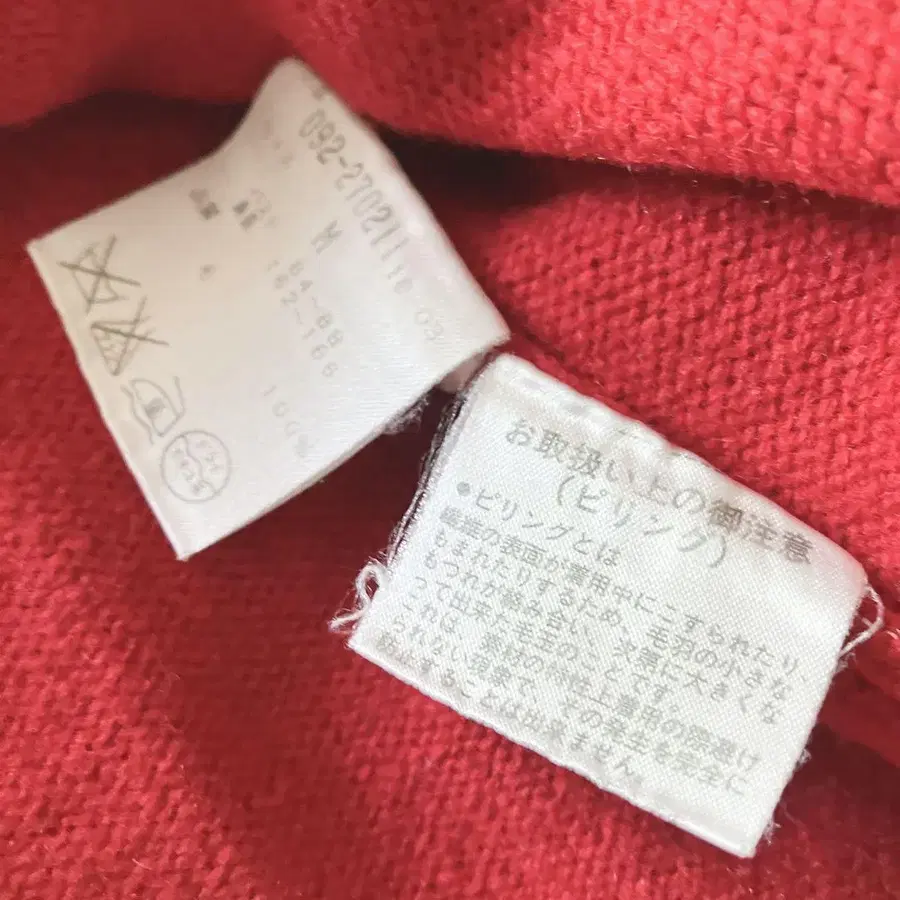 092-2702711
10 03
M
84-88
162-166
100%
お取扱い上の御注意
(ピリング)
●ピリングとは
繊維の表面が着用中にこすられたり、
もまれたりするため、毛羽の小さな
もつれが絡み合い、次第に大きくな
って出来た毛玉のことです。
これは、素材の特性上着用の際避け
られない現象で、その発生を完全に
防止することは出来ません。